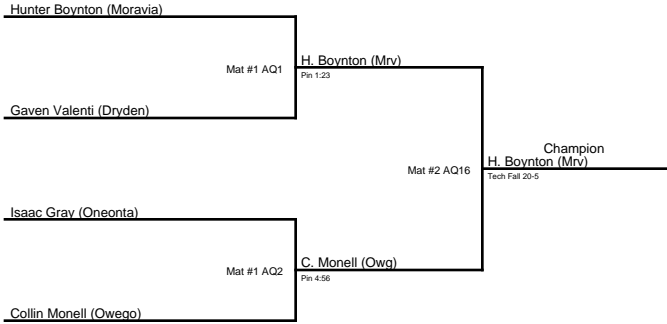 Hunter Boynton (Moravia)
Mat #1 AQ1
H. Boynton (Mrv)
Pin 1:23
Gaven Valenti (Dryden)
Champion
Mat #2 AQ16
H. Boynton (Mrv)
Tech Fall 20-5
Isaac Gray (Oneonta)
Mat #1 AQ2
C. Monell (Owg)
Pin 4:56
Collin Monell (Owego)